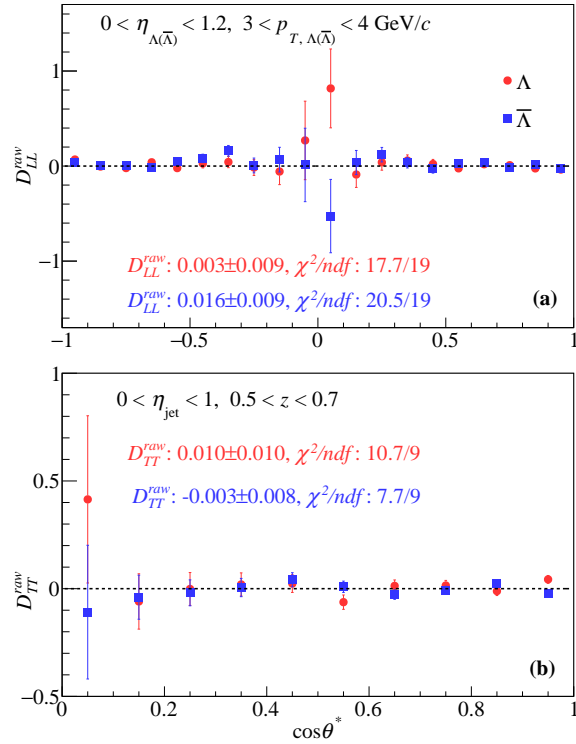 0 < η_Λ(Λ̅) < 1.2, 3 < p_T, Λ(Λ̅) < 4 GeV/c
1
Λ
Λ̅
D_LL^raw
0
D_LL^raw: 0.003±0.009, χ²/ndf: 17.7/19
−1
D_LL^raw: 0.016±0.009, χ²/ndf: 20.5/19
(a)
−1 −0.5 0 0.5 1
1
0 < η_jet < 1, 0.5 < z < 0.7
D_TT^raw: 0.010±0.010, χ²/ndf: 10.7/9
0.5
D_TT^raw: -0.003±0.008, χ²/ndf: 7.7/9
D_TT^raw
0
(b)
−0.5
0 0.2 0.4 0.6 0.8 1
cosθ*